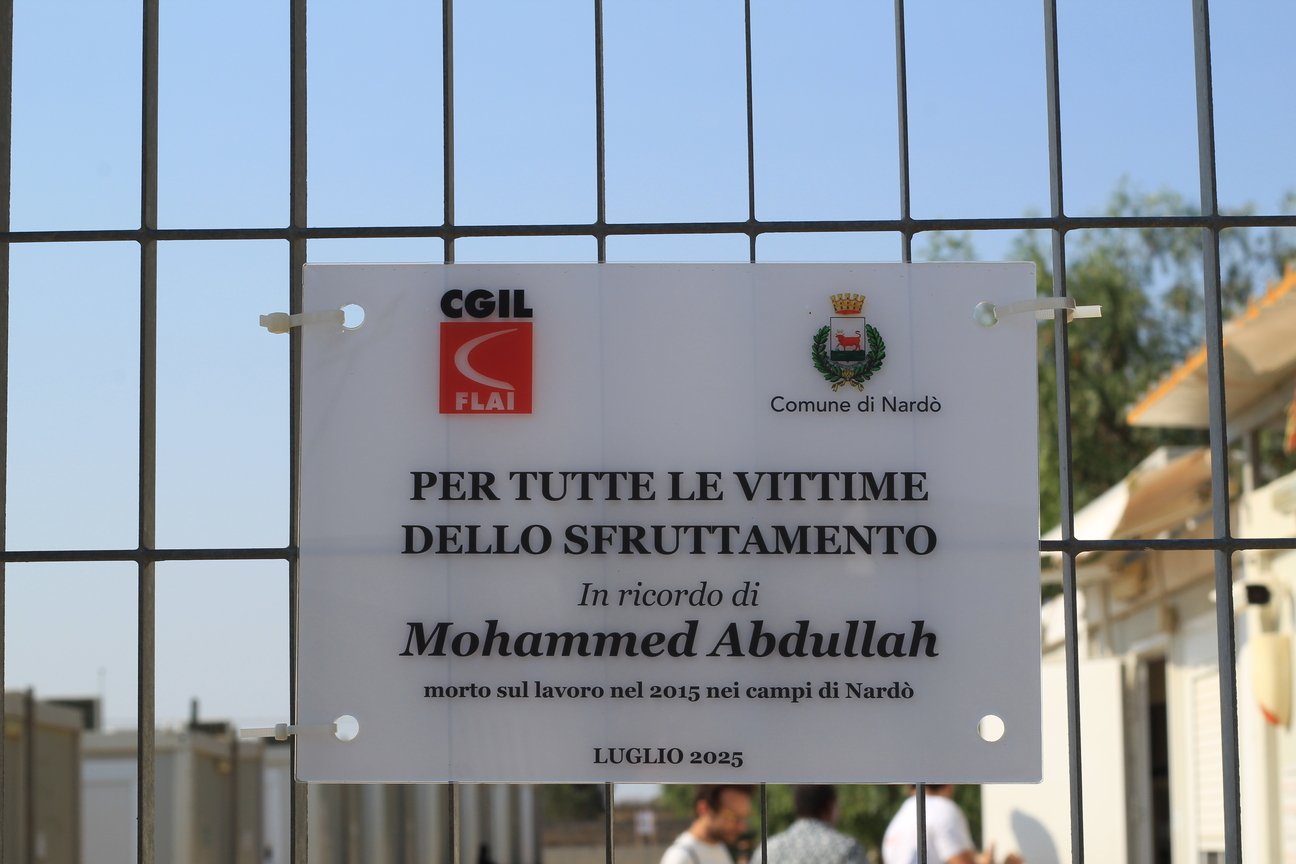 CGIL
FLAI
Comune di Nardò
PER TUTTE LE VITTIME
DELLO SFRUTTAMENTO
In ricordo di
Mohammed Abdullah
morto sul lavoro nel 2015 nei campi di Nardò
LUGLIO 2025